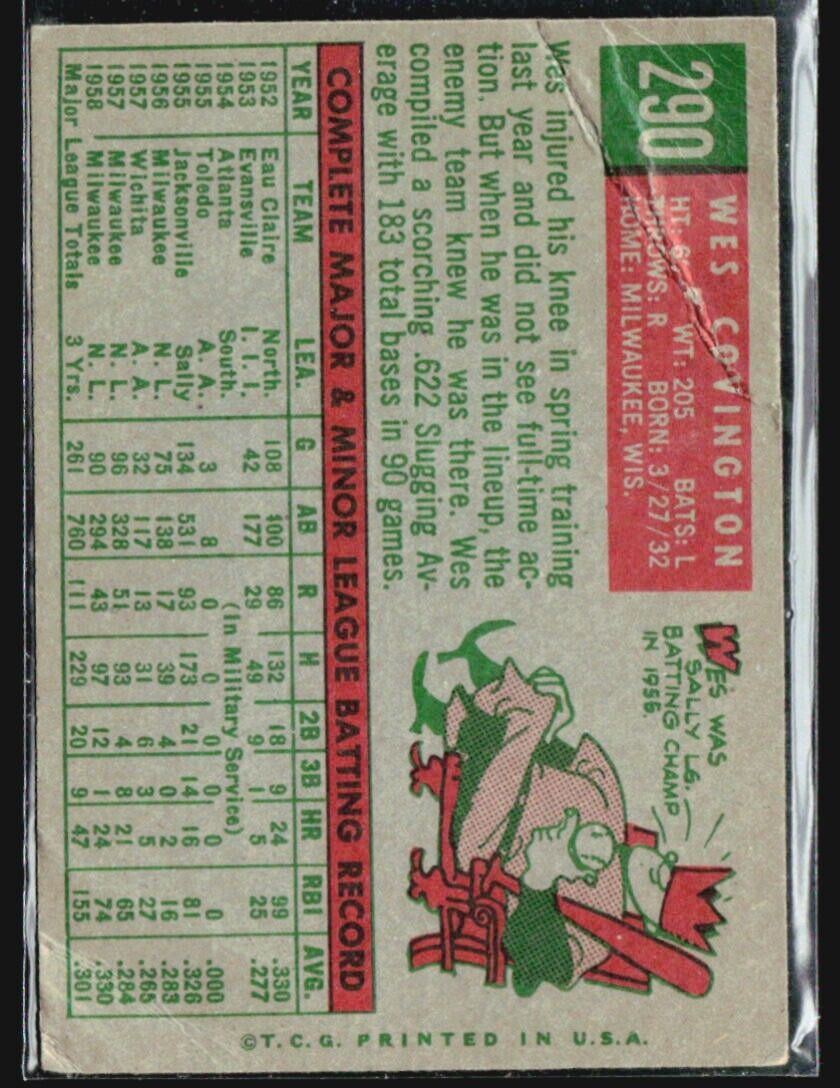 290
WES COVINGTON
HT: 6' WT: 205 BATS: L
THROWS: R BORN: 3/27/32
HOME: MILWAUKEE, WIS.
Wes injured his knee in spring training
last year and did not see full-time ac-
tion. But when he was in the lineup, the
enemy team knew he was there. Wes
compiled a scorching .622 Slugging Av-
erage with 183 total bases in 90 games.
WES WAS
SALLY LG.
BATTING CHAMP
IN 1955.
COMPLETE MAJOR & MINOR LEAGUE BATTING RECORD
YEAR TEAM LEA. G AB R H 2B 3B HR RBI AVG.
1952 Eau Claire North. 108 400 86 132 18 9 24 99 .330
1953 Evansville I. I. I. 42 177 29 49 9 1 5 25 .277
1954 Atlanta South. (In Military Service)
1955 Toledo A. A. 3 8 0 0 0 0 0 0 .000
1955 Jacksonville Sally 134 531 93 173 21 14 16 81 .326
1956 Milwaukee N. L. 75 138 17 39 4 0 2 16 .283
1957 Wichita A. A. 32 117 13 31 6 3 5 27 .265
1957 Milwaukee N. L. 96 328 51 93 4 8 21 65 .284
1958 Milwaukee N. L. 90 294 43 97 12 1 24 74 .330
Major League Totals 3 Yrs. 261 760 111 229 20 9 47 155 .301
©T. C. G. PRINTED IN U.S.A.